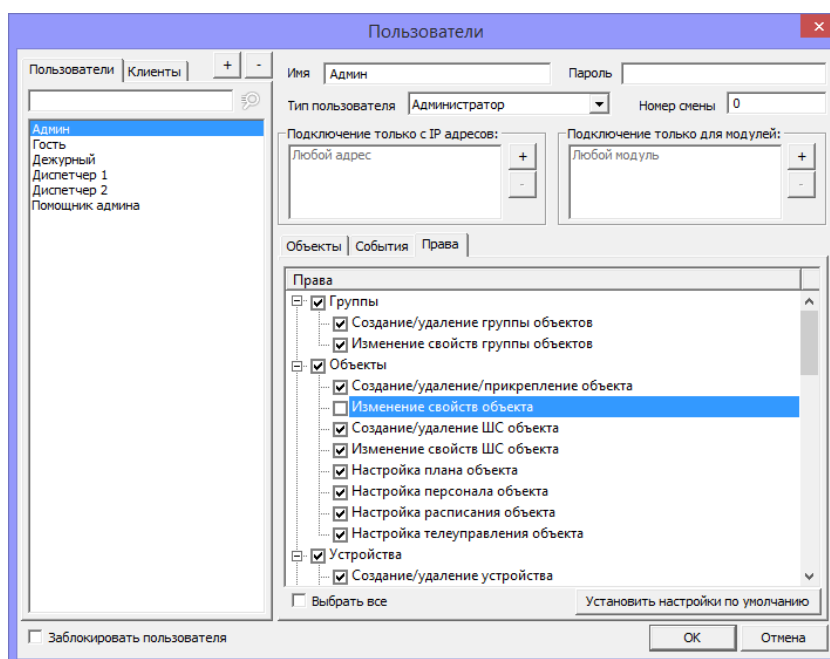 Пользователи
Пользователи Клиенты + -
Админ
Гость
Дежурный
Диспетчер 1
Диспетчер 2
Помощник админа
Имя Админ Пароль
Тип пользователя Администратор Номер смены 0
Подключение только с IP адресов: Подключение только для модулей:
Любой адрес + Любой модуль +
- -
Объекты События Права
Права
Группы
Создание/удаление группы объектов
Изменение свойств группы объектов
Объекты
Создание/удаление/прикрепление объекта
Изменение свойств объекта
Создание/удаление ШС объекта
Изменение свойств ШС объекта
Настройка плана объекта
Настройка персонала объекта
Настройка расписания объекта
Настройка телеуправления объекта
Устройства
Создание/удаление устройства
Выбрать все Установить настройки по умолчанию
Заблокировать пользователя OK Отмена